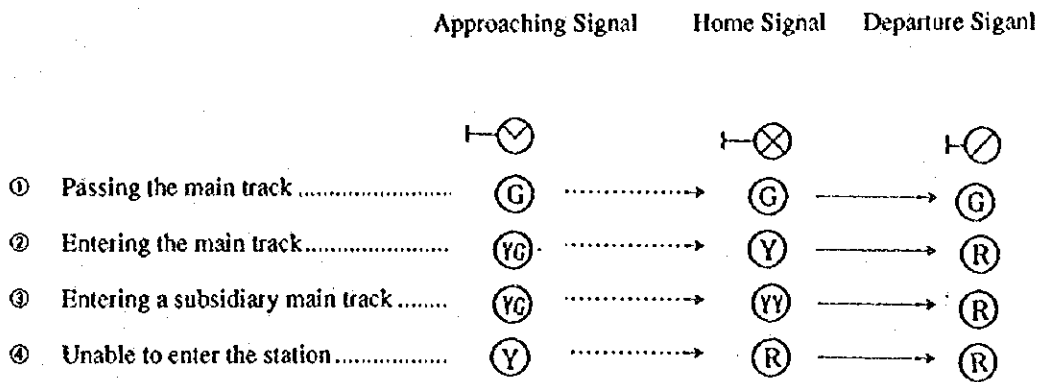 Approaching Signal Home Signal Departure Siganl
① Passing the main track ...................... G G G
② Entering the main track...................... YG Y R
③ Entering a subsidiary main track ........ YG YY R
④ Unable to enter the station ................. Y R R